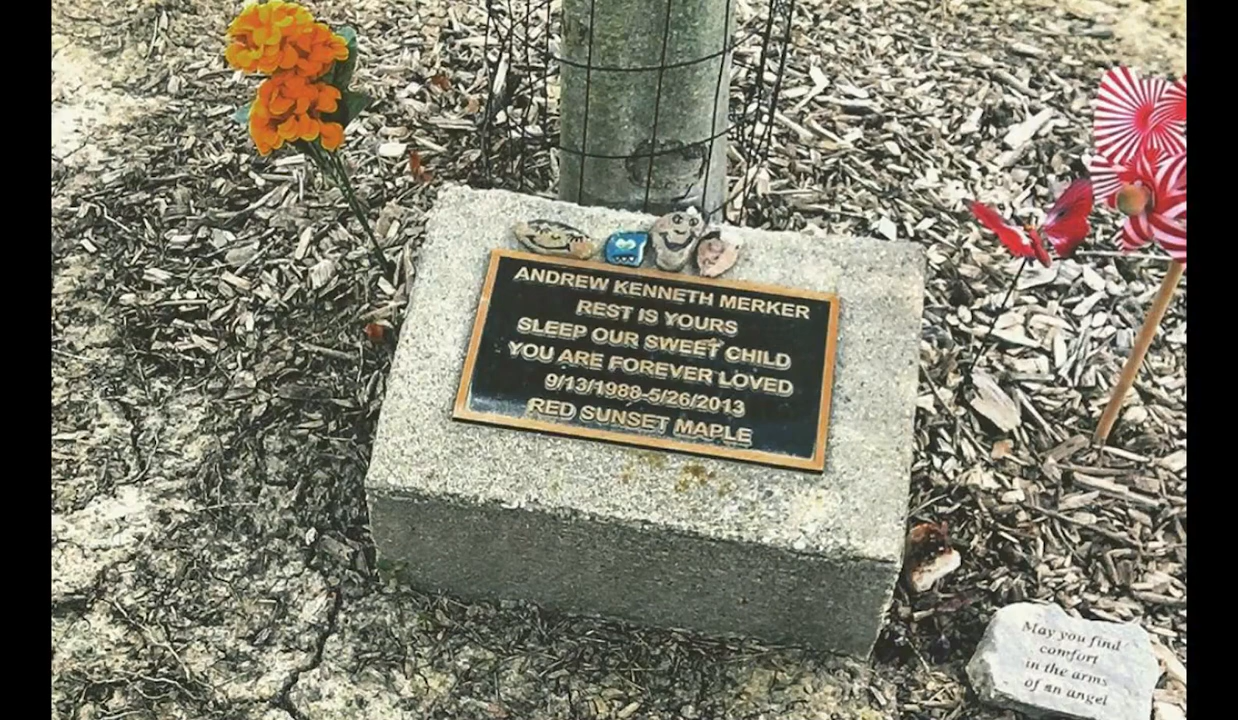 ANDREW KENNETH MERKER
REST IS YOURS
SLEEP OUR SWEET CHILD
YOU ARE FOREVER LOVED
9/13/1988-5/26/2013
RED SUNSET MAPLE
May you find
comfort
in the arms
of an angel